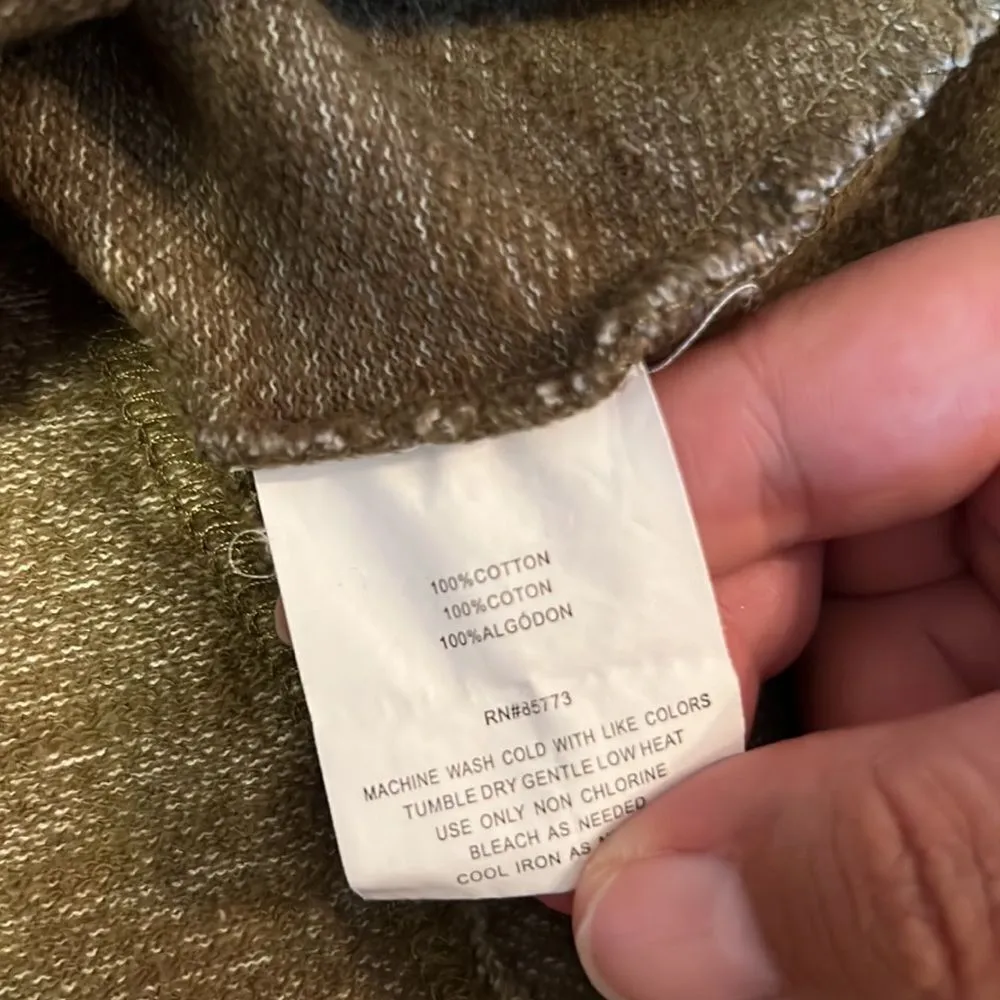 100%COTTON
100%COTON
100%ALGÓDON
RN#85773
MACHINE WASH COLD WITH LIKE COLORS
TUMBLE DRY GENTLE LOW HEAT
USE ONLY NON CHLORINE
BLEACH AS NEEDED
COOL IRON AS